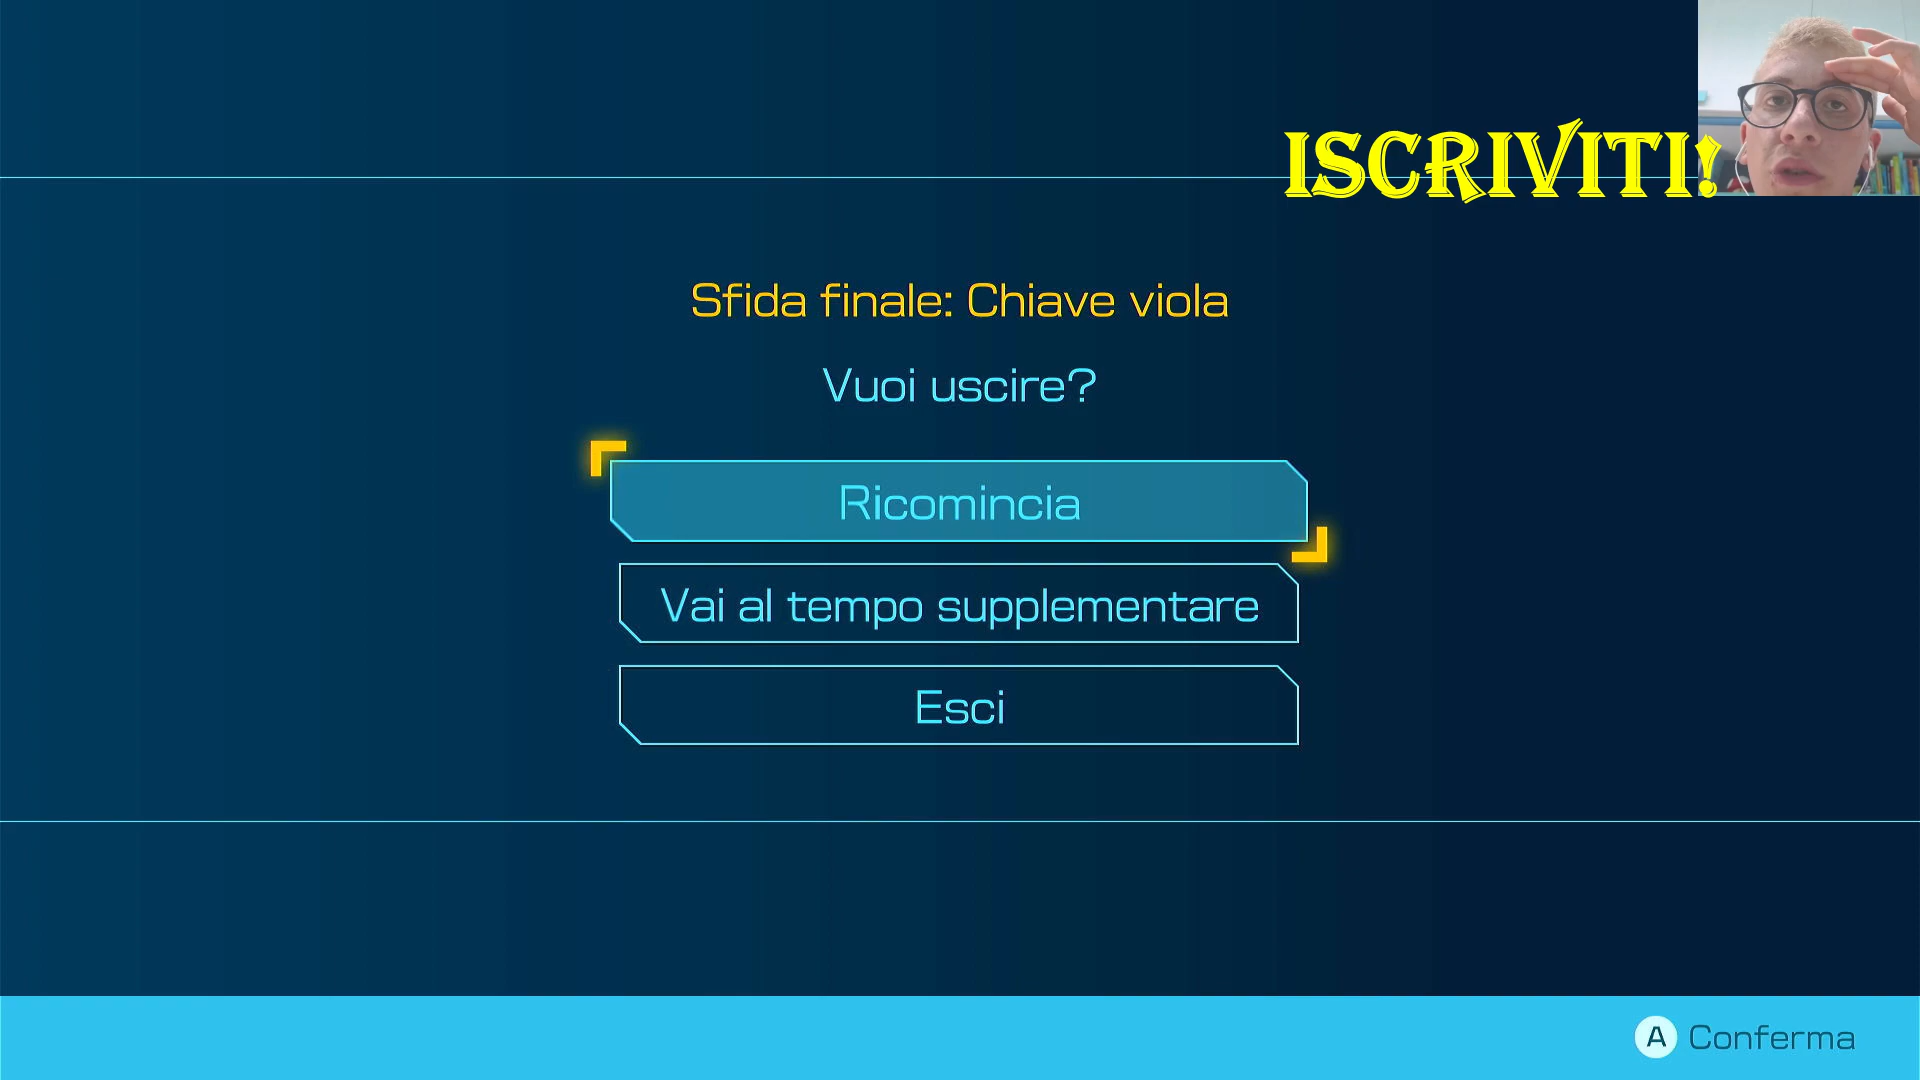 ISCRIVITI!
Sfida finale: Chiave viola
Vuoi uscire?
Ricomincia
Vai al tempo supplementare
Esci
A Conferma